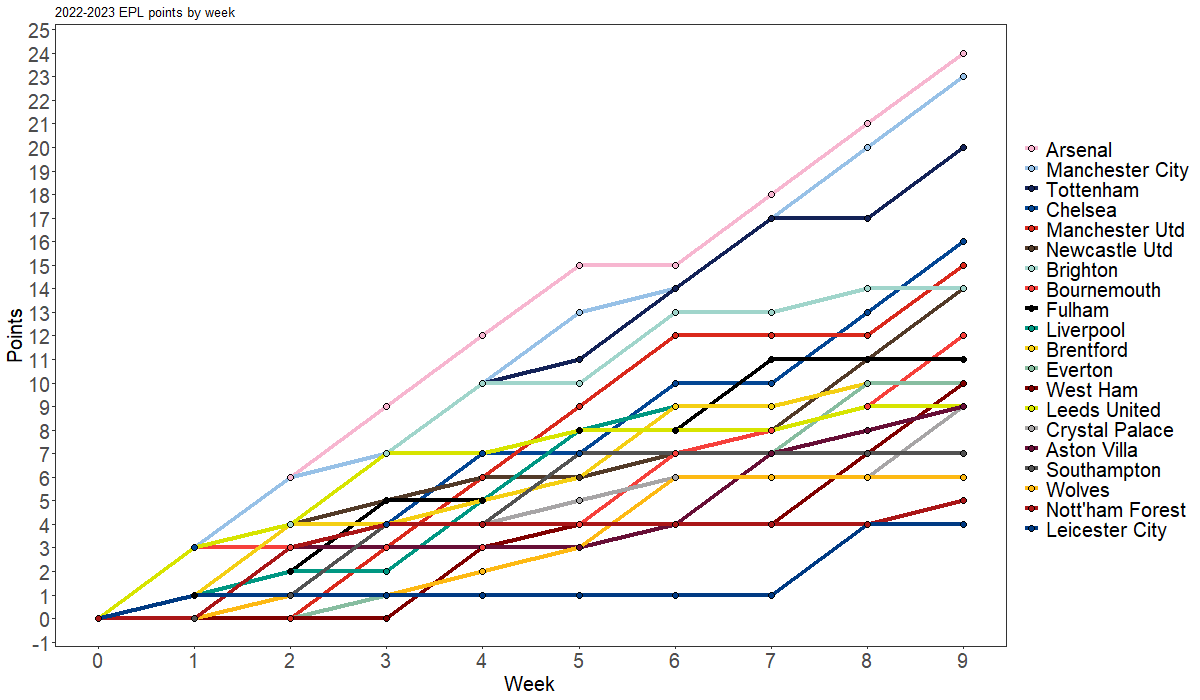 2022-2023 EPL points by week
25
24
23
22
21
20
19
18
17
16
15
14
13
12
11
10
9
8
7
6
5
4
3
2
1
0
-1
Points
0 1 2 3 4 5 6 7 8 9
Week
Arsenal
Manchester City
Tottenham
Chelsea
Manchester Utd
Newcastle Utd
Brighton
Bournemouth
Fulham
Liverpool
Brentford
Everton
West Ham
Leeds United
Crystal Palace
Aston Villa
Southampton
Wolves
Nott'ham Forest
Leicester City